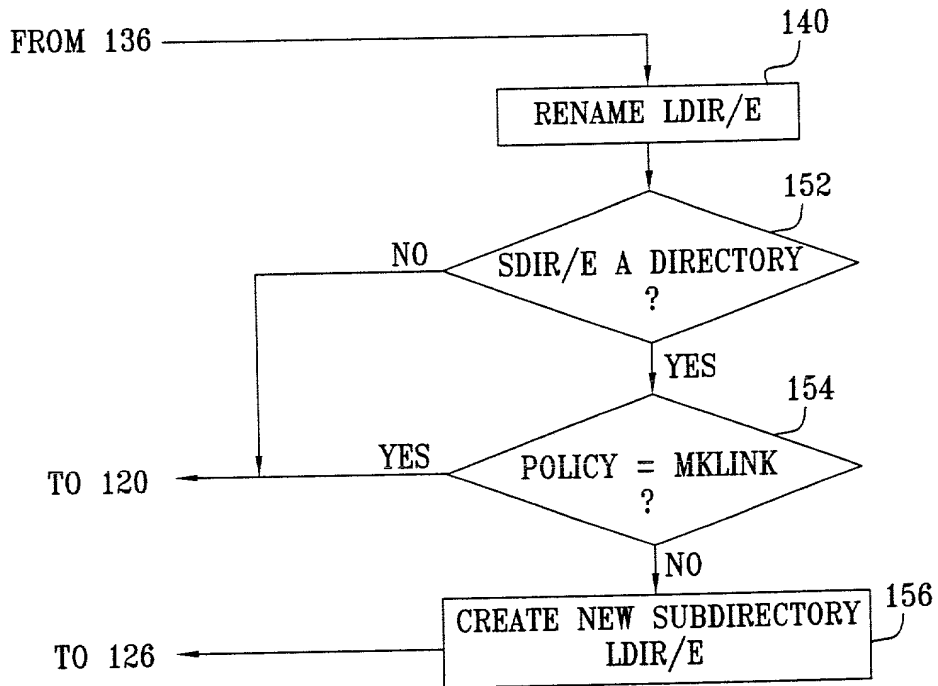 140
FROM 136
RENAME LDIR/E
152
NO
SDIR/E A DIRECTORY
?
YES
154
YES
POLICY = MKLINK
?
TO 120
NO
CREATE NEW SUBDIRECTORY
LDIR/E
156
TO 126